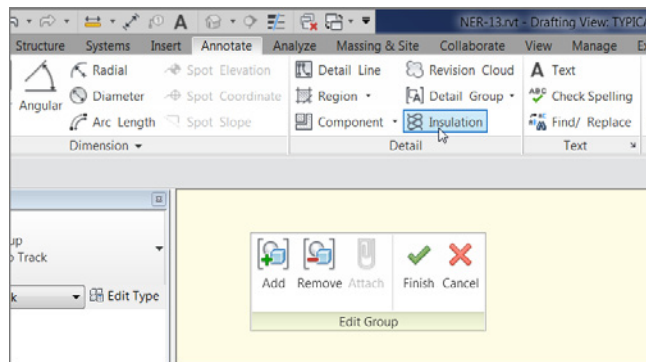 A
NER-13.rvt - Drafting View: TYPICA
Structure Systems Insert Annotate Analyze Massing & Site Collaborate View Manage
Radial Spot Elevation Detail Line Revision Cloud A Text
Angular Diameter Spot Coordinate Region Detail Group ABC Check Spelling
Arc Length Spot Slope Component Insulation Find/ Replace
Dimension Detail Text
Track
Edit Type
Add Remove Attach Finish Cancel
Edit Group